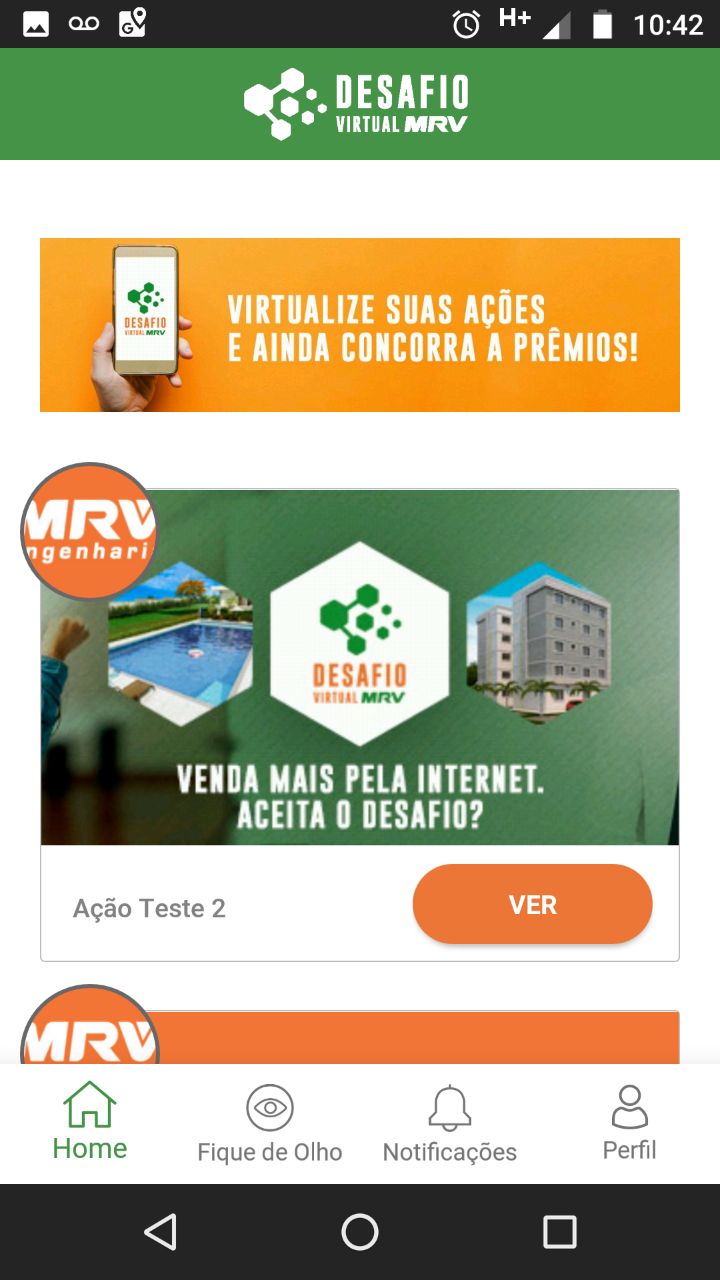 H+
10:42
DESAFIO
VIRTUAL MRV
DESAFIO
VIRTUAL MRV
VIRTUALIZE SUAS AÇÕES
E AINDA CONCORRA A PRÊMIOS!
MRV
ngenhari
DESAFIO
VIRTUAL MRV
VENDA MAIS PELA INTERNET.
ACEITA O DESAFIO?
Ação Teste 2
VER
MRV
Home
Fique de Olho
Notificações
Perfil